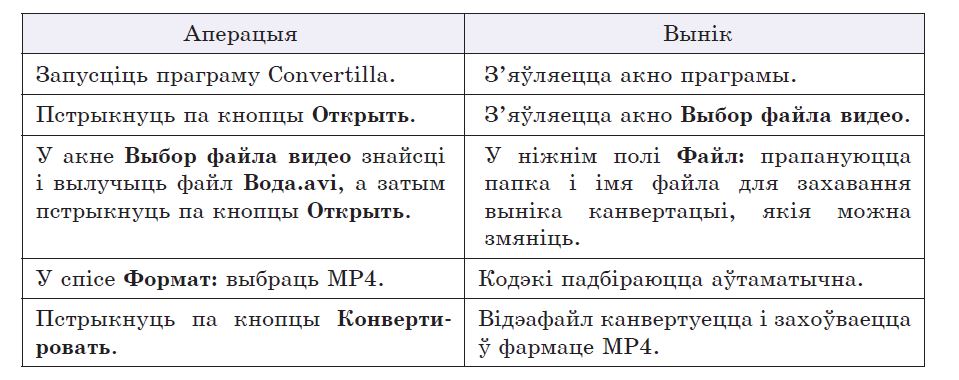 Аперацыя
Вынік
Запусціць праграму Convertilla.
З’яўляецца акно праграмы.
Пстрыкнуць па кнопцы Открыть.
З’яўляецца акно Выбор файла видео.
У акне Выбор файла видео знайсці
і вылучыць файл Вода.avi, а затым
пстрыкнуць па кнопцы Открыть.
У ніжнім полі Файл: прапануюцца
папка і імя файла для захавання
выніка канвертацыі, якія можна
змяніць.
У спісе Формат: выбраць MP4.
Кодэкі падбіраюцца аўтаматычна.
Пстрыкнуць па кнопцы Конверти-
ровать.
Відэафайл канвертуецца і захоўваецца
ў фармаце MP4.